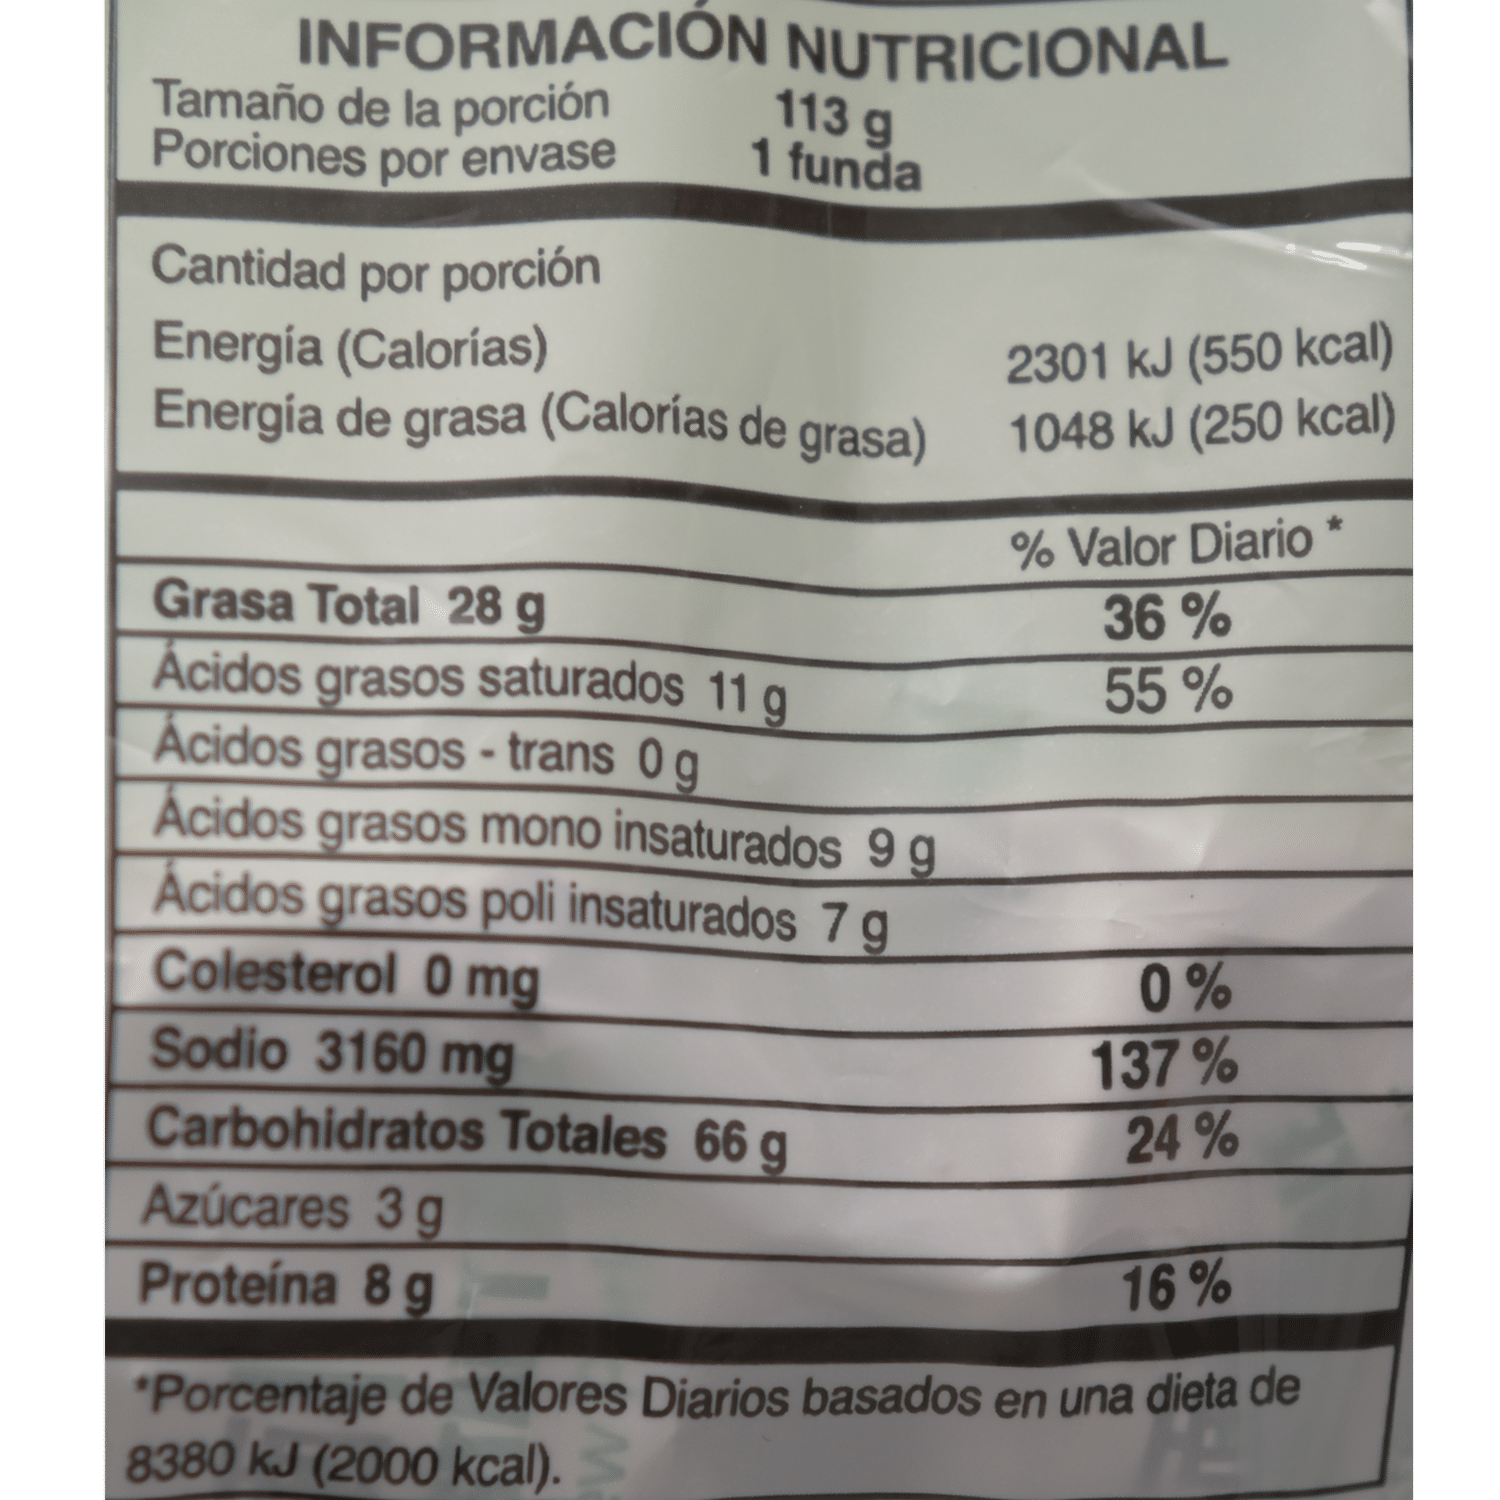 INFORMACIÓN NUTRICIONAL
Tamaño de la porción 113 g
Porciones por envase 1 funda
Cantidad por porción
Energía (Calorías) 2301 kJ (550 kcal)
Energía de grasa (Calorías de grasa) 1048 kJ (250 kcal)
% Valor Diario *
Grasa Total 28 g 36 %
Ácidos grasos saturados 11 g 55 %
Ácidos grasos - trans 0 g
Ácidos grasos mono insaturados 9 g
Ácidos grasos poli insaturados 7 g
Colesterol 0 mg 0 %
Sodio 3160 mg 137 %
Carbohidratos Totales 66 g 24 %
Azúcares 3 g
Proteína 8 g 16 %
*Porcentaje de Valores Diarios basados en una dieta de
8380 kJ (2000 kcal).